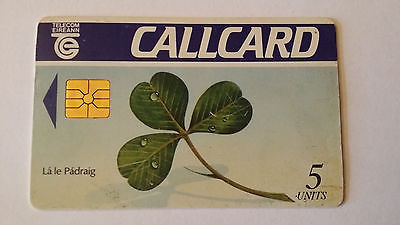 TELECOM
EIREANN
CALLCARD
Lá le Pádraig
5
UNITS